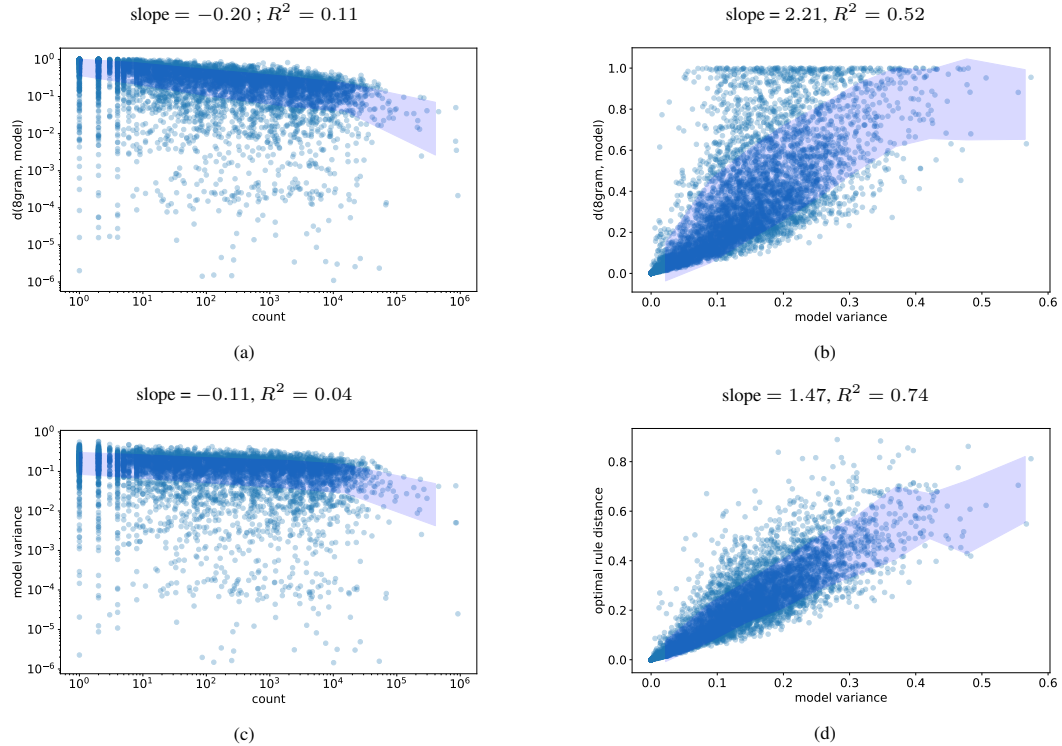 slope = −0.20 ; R² = 0.11
10⁰
10⁻¹
10⁻²
10⁻³
10⁻⁴
10⁻⁵
10⁻⁶
d(8gram, model)
10⁰ 10¹ 10² 10³ 10⁴ 10⁵ 10⁶
count
(a)
slope = 2.21, R² = 0.52
1.0
0.8
0.6
0.4
0.2
0.0
d(8gram, model)
0.0 0.1 0.2 0.3 0.4 0.5 0.6
model variance
(b)
slope = −0.11, R² = 0.04
10⁰
10⁻¹
10⁻²
10⁻³
10⁻⁴
10⁻⁵
10⁻⁶
model variance
10⁰ 10¹ 10² 10³ 10⁴ 10⁵ 10⁶
count
(c)
slope = 1.47, R² = 0.74
0.8
0.6
0.4
0.2
0.0
optimal rule distance
0.0 0.1 0.2 0.3 0.4 0.5 0.6
model variance
(d)